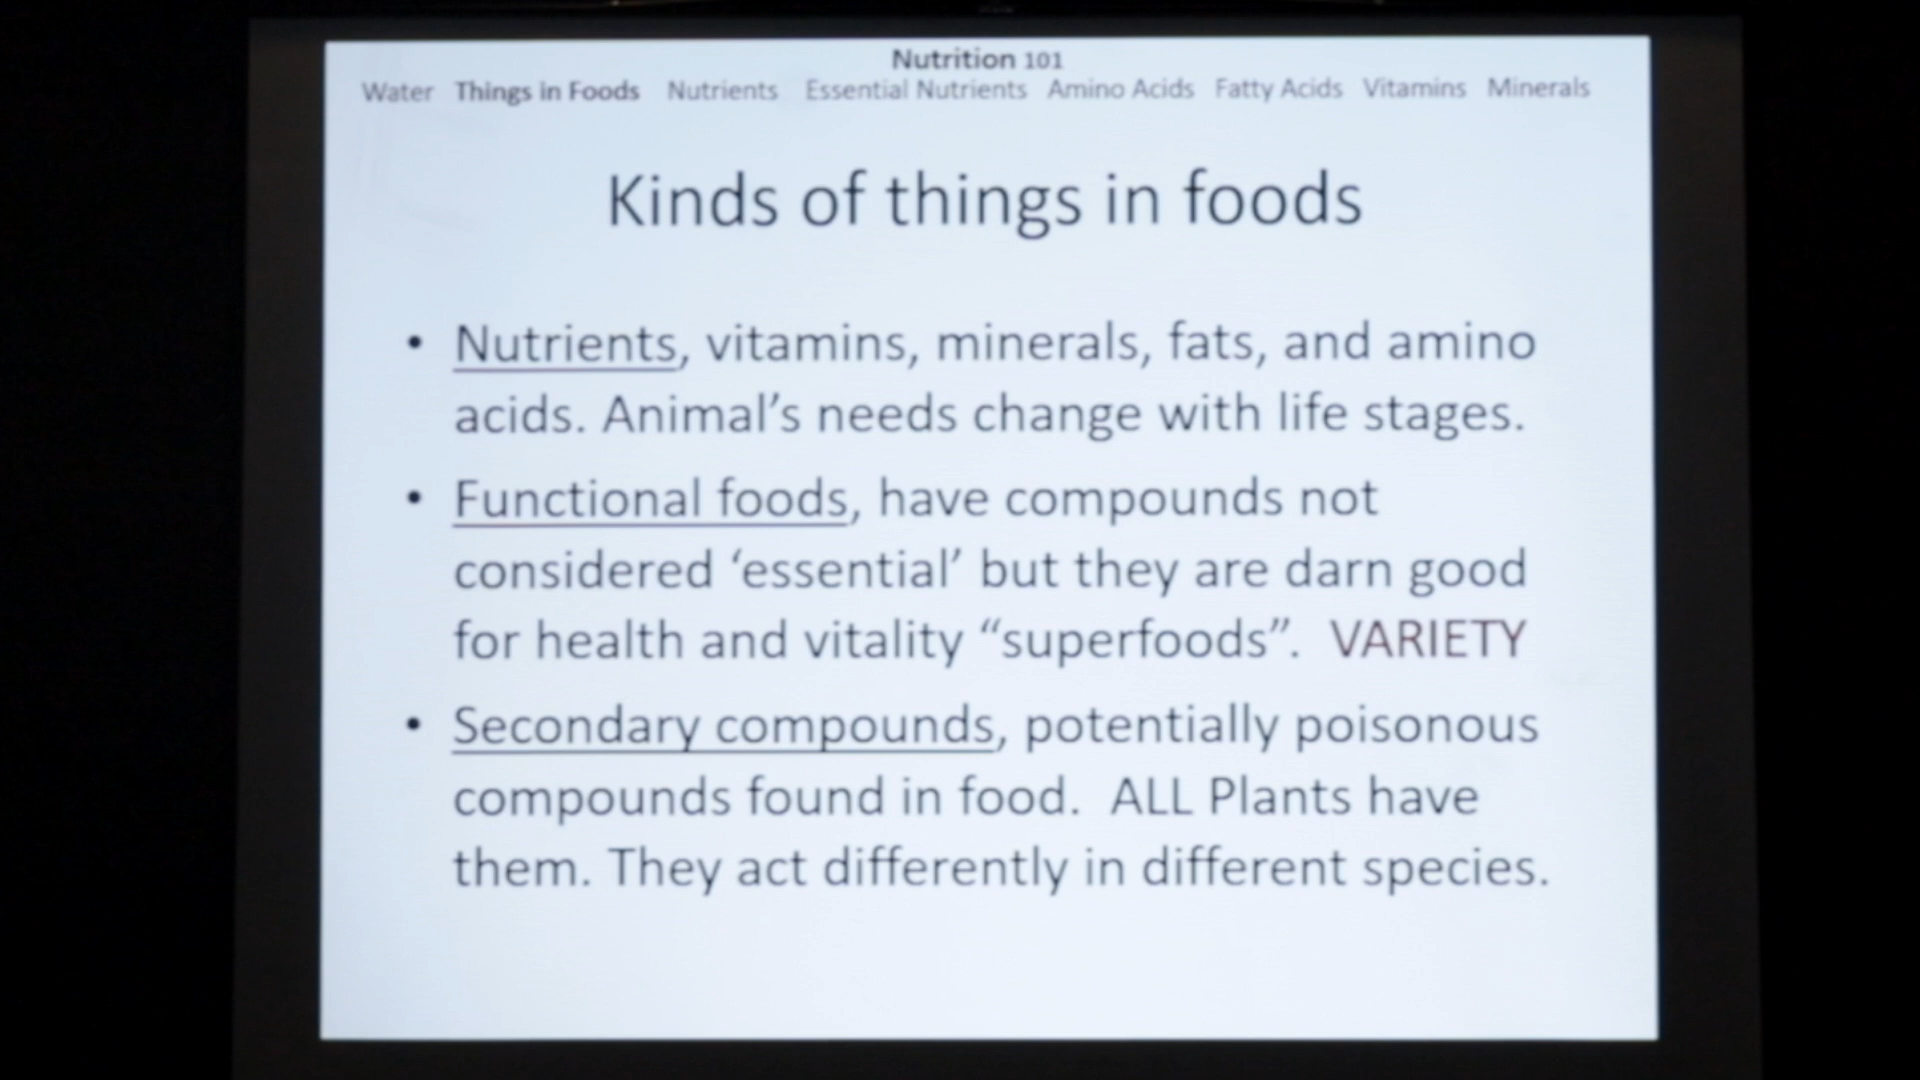 Nutrition 101
Water Things in Foods Nutrients Essential Nutrients Amino Acids Fatty Acids Vitamins Minerals
Kinds of things in foods
• Nutrients, vitamins, minerals, fats, and amino
acids. Animal’s needs change with life stages.
• Functional foods, have compounds not
considered ‘essential’ but they are darn good
for health and vitality “superfoods”. VARIETY
• Secondary compounds, potentially poisonous
compounds found in food. ALL Plants have
them. They act differently in different species.